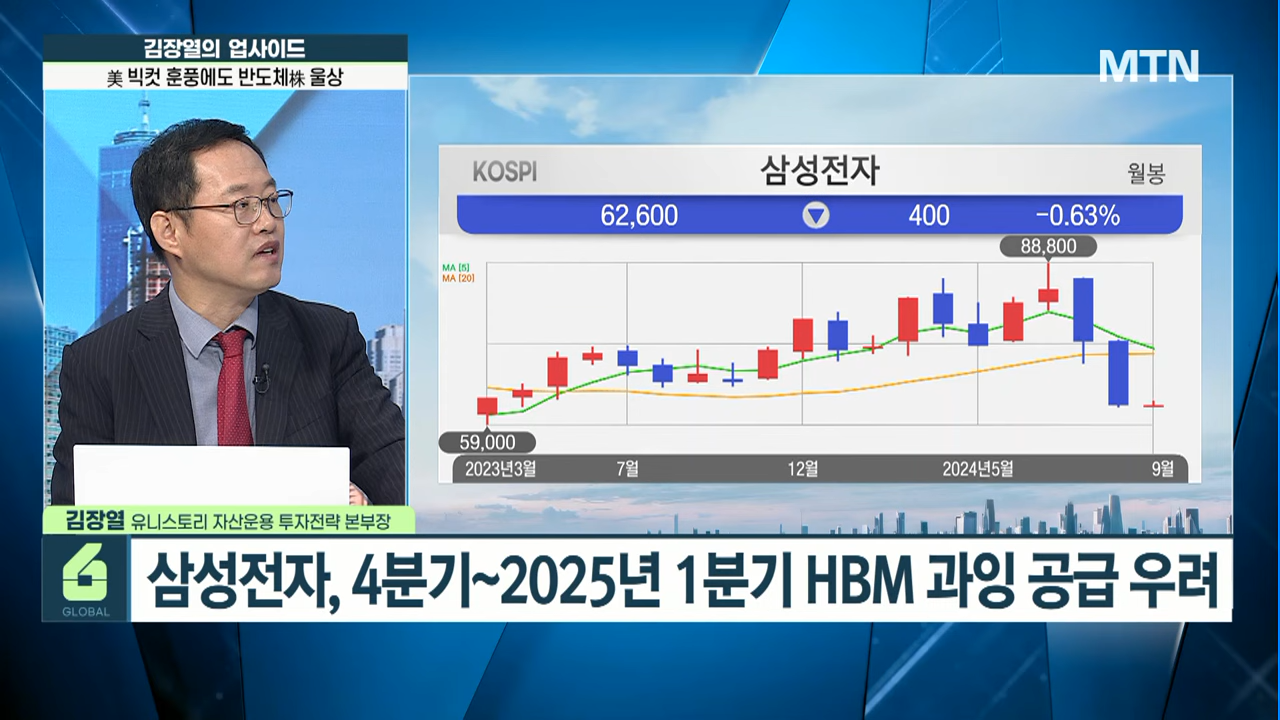 김장열의 업사이드
美 빅컷 훈풍에도 반도체株 울상
MTN
KOSPI 삼성전자 월봉
62,600 ▼ 400 -0.63%
88,800
MA [5]
MA [20]
59,000
2023년3월 7월 12월 2024년5월 9월
김장열 유니스토리 자산운용 투자전략 본부장
6
GLOBAL
삼성전자, 4분기~2025년 1분기 HBM 과잉 공급 우려